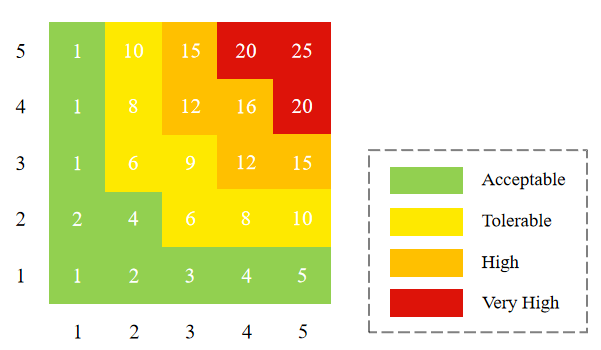 5 1 10 15 20 25
4 1 8 12 16 20
3 1 6 9 12 15
2 2 4 6 8 10
1 1 2 3 4 5
1 2 3 4 5
Acceptable
Tolerable
High
Very High